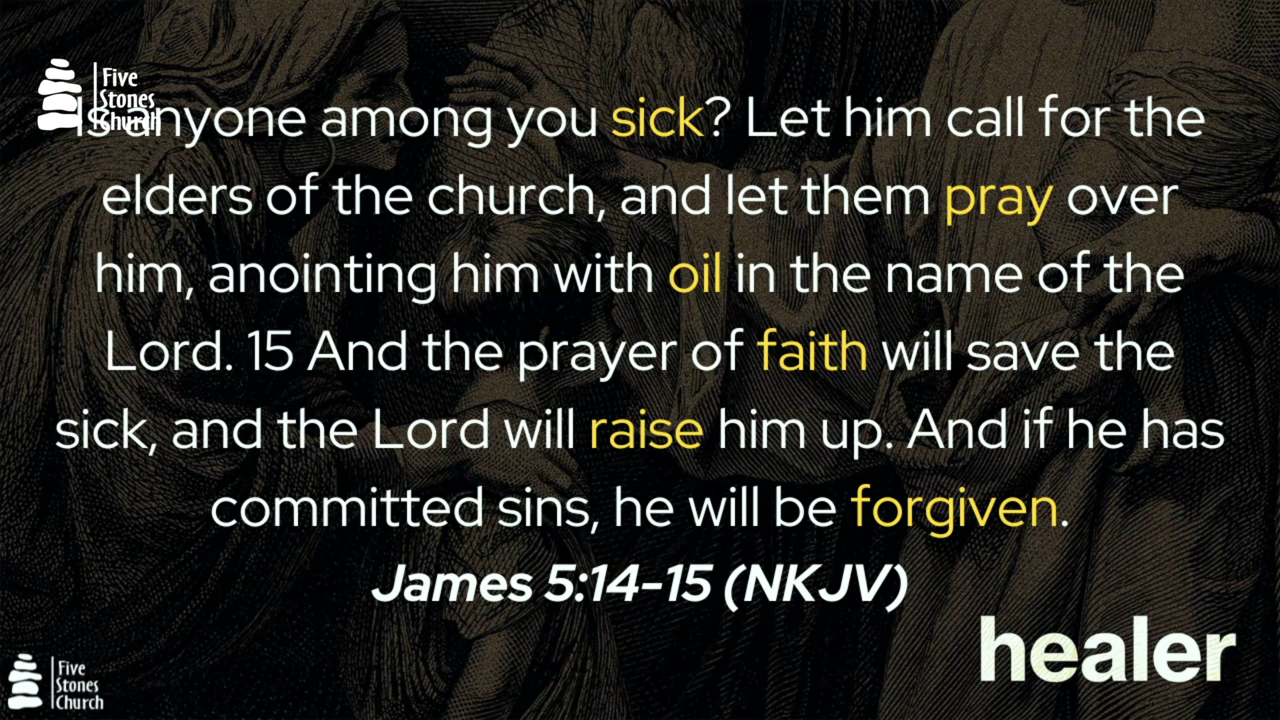 Five
Stones
Church
Is anyone among you sick? Let him call for the
elders of the church, and let them pray over
him, anointing him with oil in the name of the
Lord. 15 And the prayer of faith will save the
sick, and the Lord will raise him up. And if he has
committed sins, he will be forgiven.
James 5:14-15 (NKJV)
healer
Five
Stones
Church